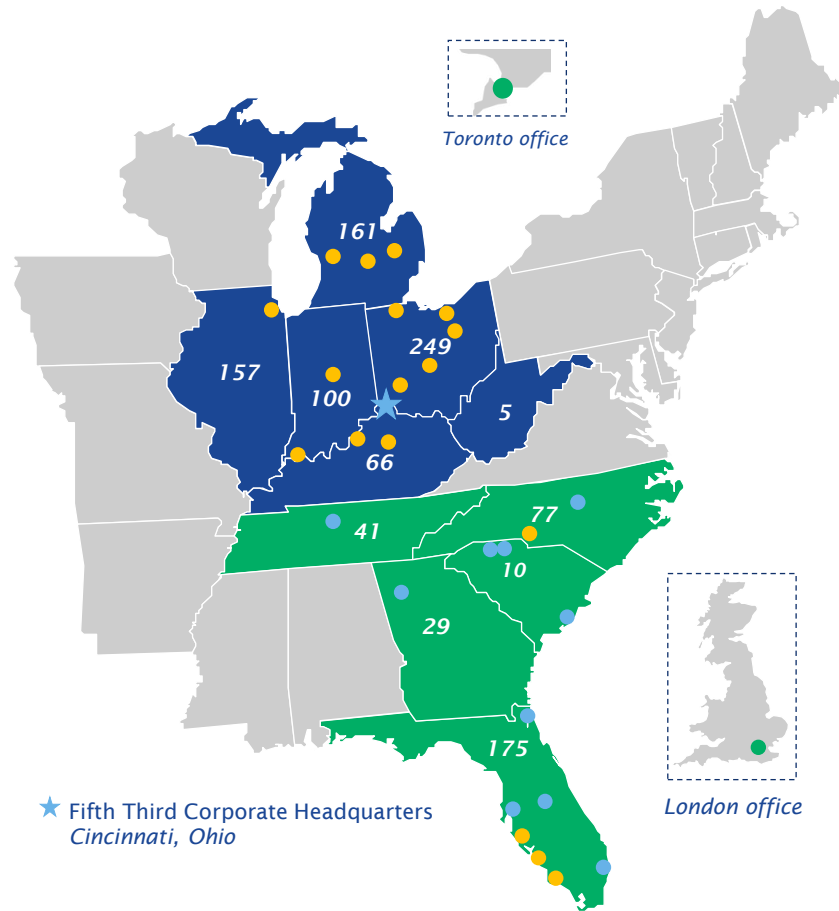 Toronto office
161
249
157
100
5
66
77
41
10
29
175
London office
Fifth Third Corporate Headquarters
Cincinnati, Ohio